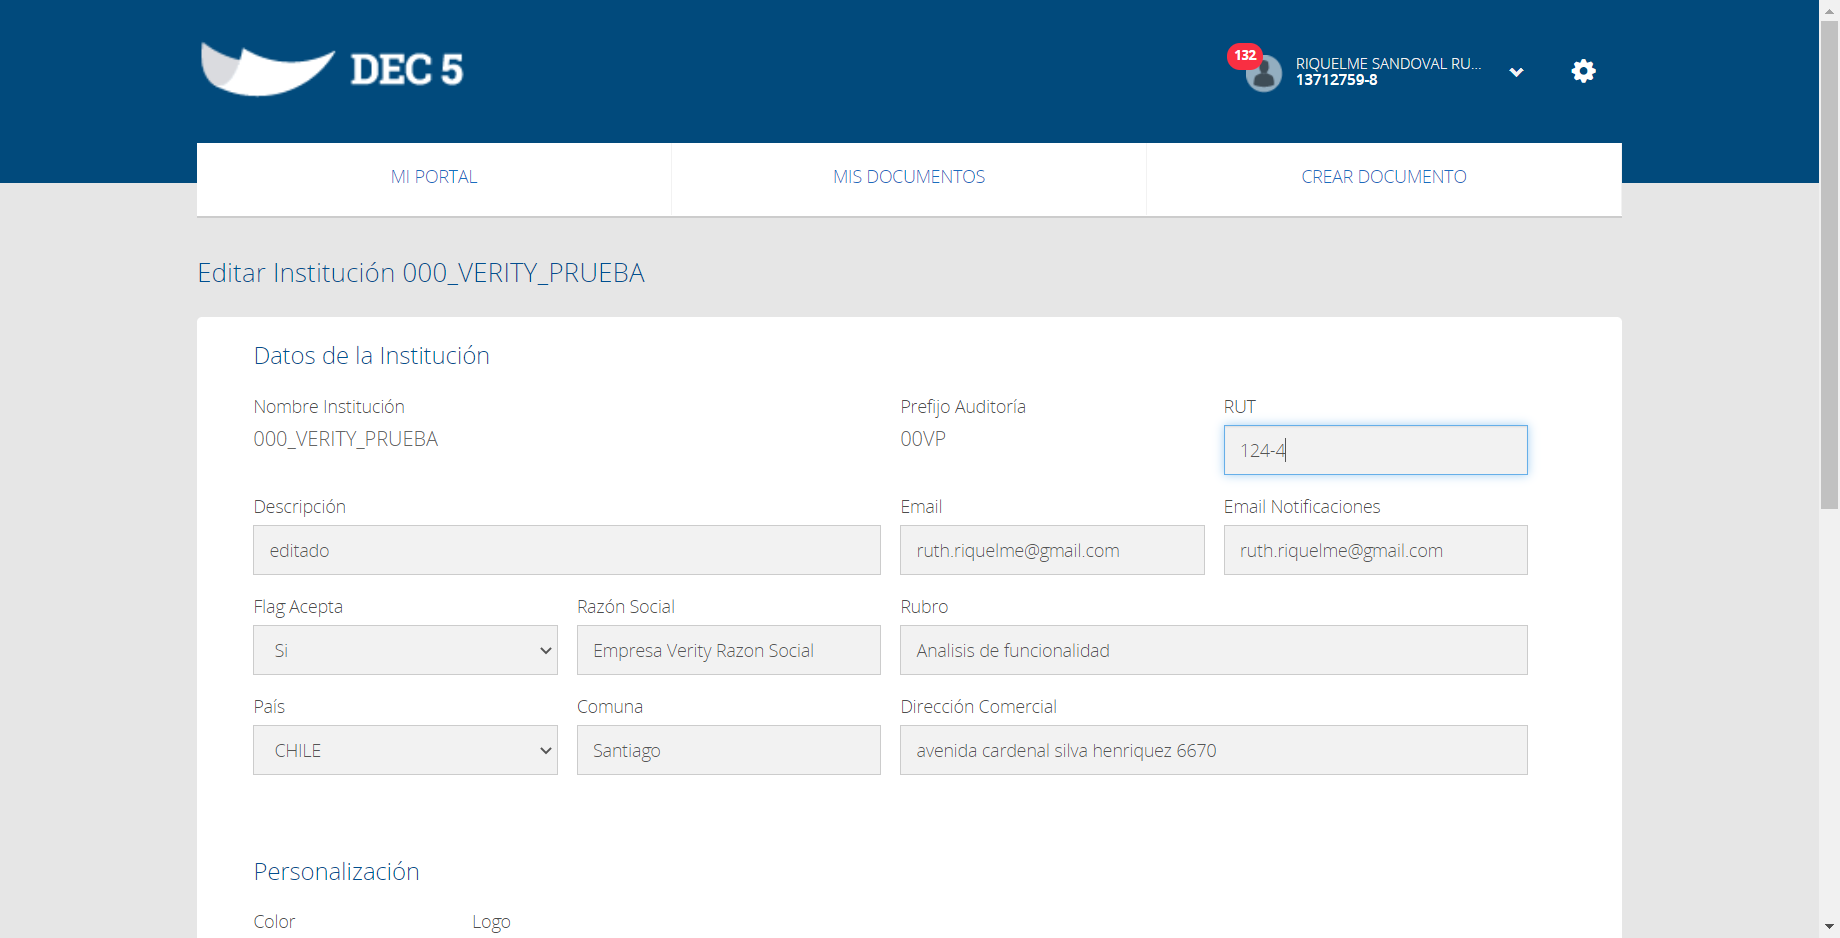 DEC 5
132
RIQUELME SANDOVAL RU...
13712759-8
MI PORTAL
MIS DOCUMENTOS
CREAR DOCUMENTO
Editar Institución 000_VERITY_PRUEBA
Datos de la Institución
Nombre Institución
Prefijo Auditoría
RUT
000_VERITY_PRUEBA
00VP
124-4
Descripción
Email
Email Notificaciones
editado
ruth.riquelme@gmail.com
ruth.riquelme@gmail.com
Flag Acepta
Razón Social
Rubro
Si
Empresa Verity Razon Social
Analisis de funcionalidad
País
Comuna
Dirección Comercial
CHILE
Santiago
avenida cardenal silva henriquez 6670
Personalización
Color
Logo